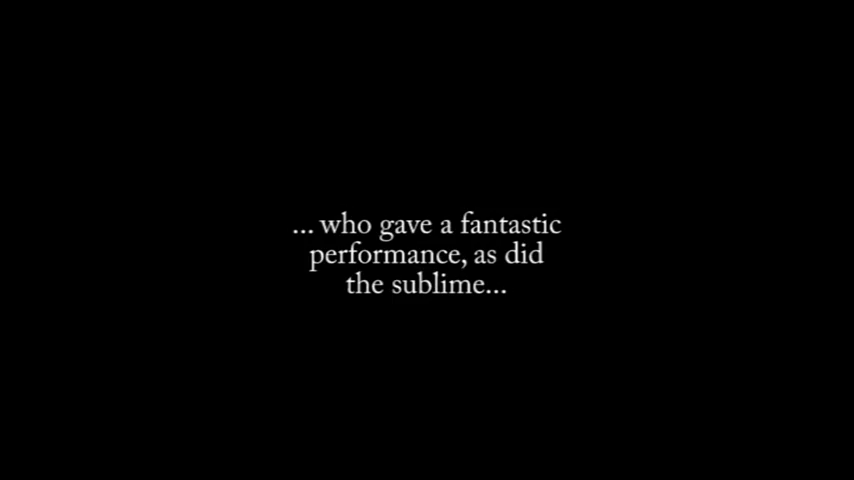 ... who gave a fantastic
performance, as did
the sublime...